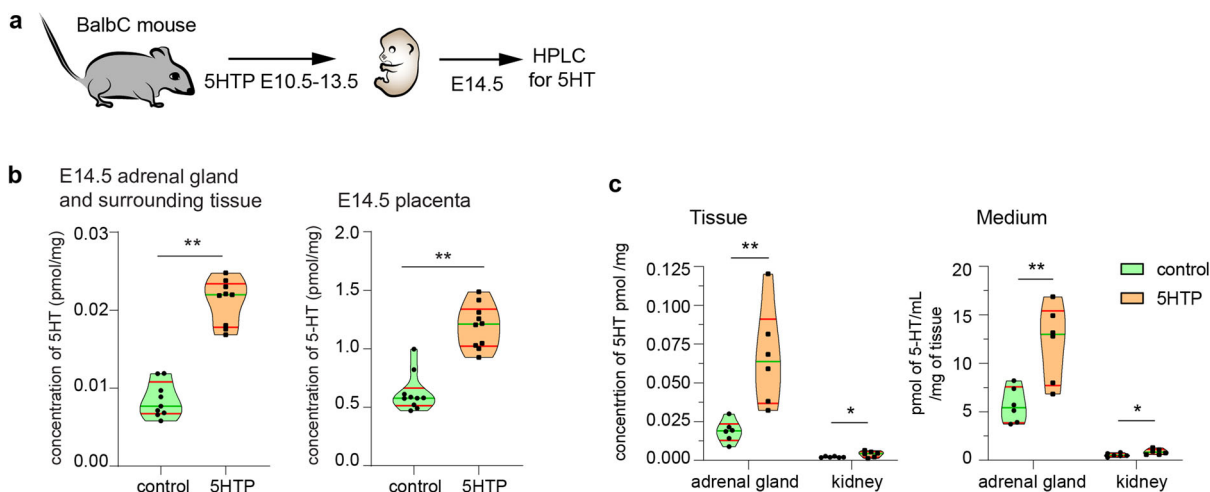 a
BalbC mouse
5HTP E10.5-13.5
E14.5
HPLC
for 5HT
b
E14.5 adrenal gland
and surrounding tissue
concentration of 5HT (pmol/mg)
0.03
0.02
0.01
0.00
**
control
5HTP
E14.5 placenta
concentration of 5-HT (pmol/mg)
2.0
1.5
1.0
0.5
0.0
**
control
5HTP
c
Tissue
concentrtion of 5HT pmol /mg
0.125
0.100
0.075
0.050
0.025
0.000
**
*
adrenal gland
kidney
Medium
pmol of 5-HT/mL
/mg of tissue
20
15
10
5
0
**
*
adrenal gland
kidney
control
5HTP